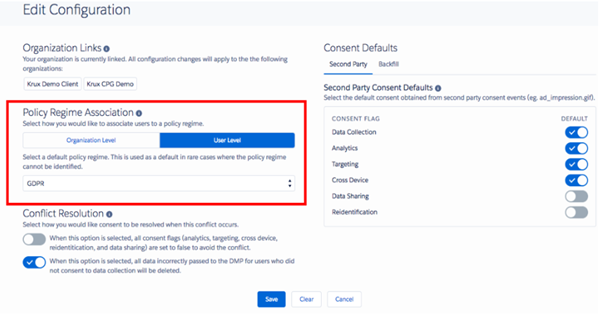 Edit Configuration
Organization Links
Your organization is currently linked. All configuration changes will apply to the the following
organizations:
Krux Demo Client Krux CPG Demo
Policy Regime Association
Select how you would like to associate users to a policy regime.
Organization Level User Level
Select a default policy regime. This is used as a default in rare cases where the policy regime
cannot be identified.
GDPR
Conflict Resolution
Select how you would like consent to be resolved when this conflict occurs.
When this option is selected, all consent flags (analytics, targeting, cross device,
reidentification, and data sharing) are set to false to avoid the conflict.
When this option is selected, all data incorrectly passed to the DMP for users who did
not consent to data collection will be deleted.
Consent Defaults
Second Party Backfill
Second Party Consent Defaults
Select the default consent obtained from second party consent events (eg. ad_impression.gif).
CONSENT FLAG DEFAULT
Data Collection
Analytics
Targeting
Cross Device
Data Sharing
Reidentification
Save Clear Cancel